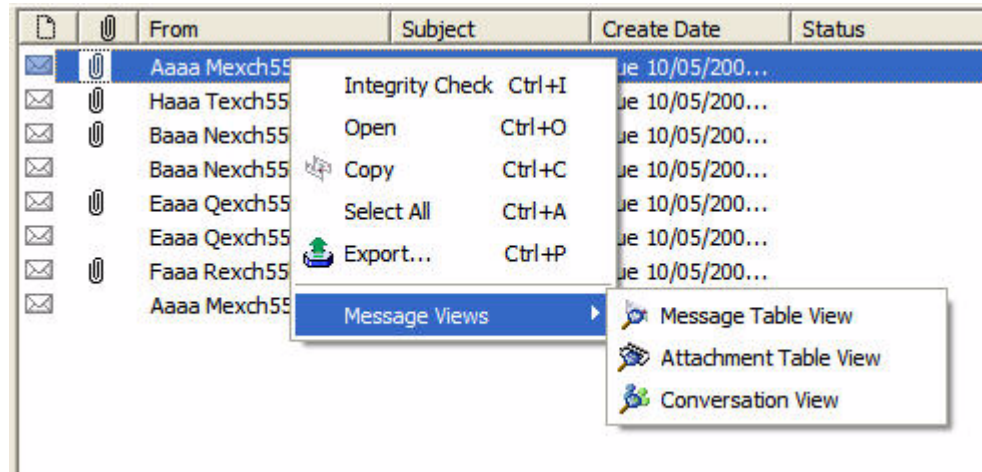 From Subject Create Date Status
Aaaa Mexch55 ue 10/05/200...
Integrity Check Ctrl+I
Haaa Texch55 ue 10/05/200...
Open Ctrl+O
Baaa Nexch55 ue 10/05/200...
Baaa Nexch55 Copy Ctrl+C ue 10/05/200...
Eaaa Qexch55 ue 10/05/200...
Select All Ctrl+A
Eaaa Qexch55 ue 10/05/200...
Export... Ctrl+P
Faaa Rexch55 ue 10/05/200...
Aaaa Mexch55
Message Views
Message Table View
Attachment Table View
Conversation View